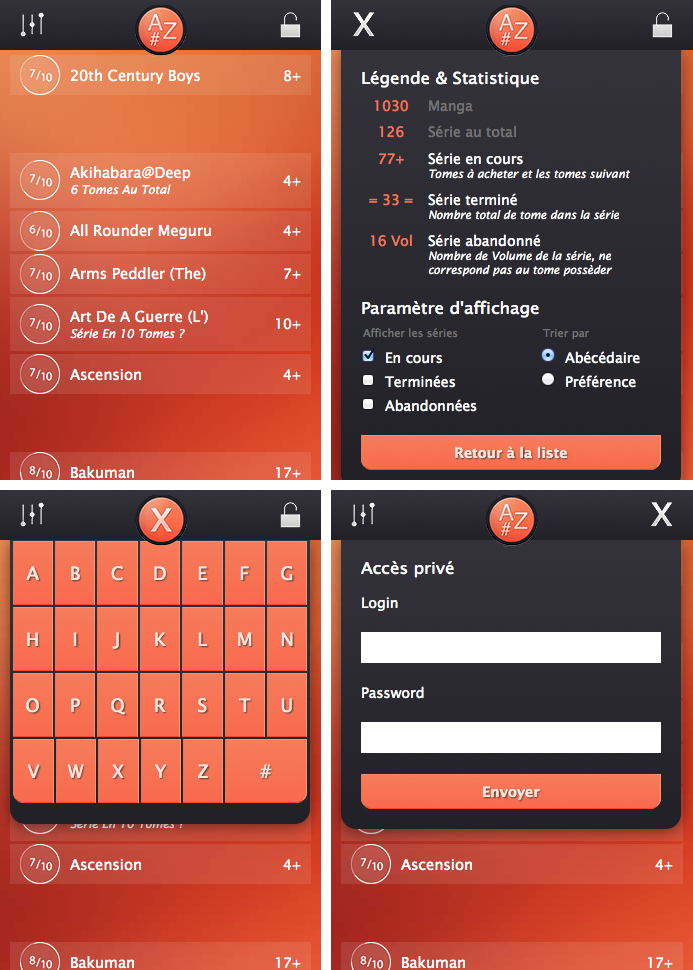 A
#Z
7/10 20th Century Boys 8+
7/10 Akihabara@Deep 4+
6 Tomes Au Total
6/10 All Rounder Meguru 4+
7/10 Arms Peddler (The) 7+
7/10 Art De A Guerre (L') 10+
Série En 10 Tomes ?
7/10 Ascension 4+
8/10 Bakuman 17+
X
A
#Z
Légende & Statistique
1030 Manga
126 Série au total
77+ Série en cours
Tomes à acheter et les tomes suivant
= 33 = Série terminé
Nombre total de tome dans la série
16 Vol Série abandonné
Nombre de Volume de la série, ne
correspond pas au tome possèder
Paramètre d'affichage
Afficher les séries Trier par
En cours Abécédaire
Terminées Préférence
Abandonnées
Retour à la liste
X
A B C D E F G
H I J K L M N
O P Q R S T U
V W X Y Z #
Série En 10 Tomes ?
7/10 Ascension 4+
8/10 Bakuman 17+
A
#Z
X
Accès privé
Login
Password
Envoyer
7/10 Ascension 4+
8/10 Bakuman 17+